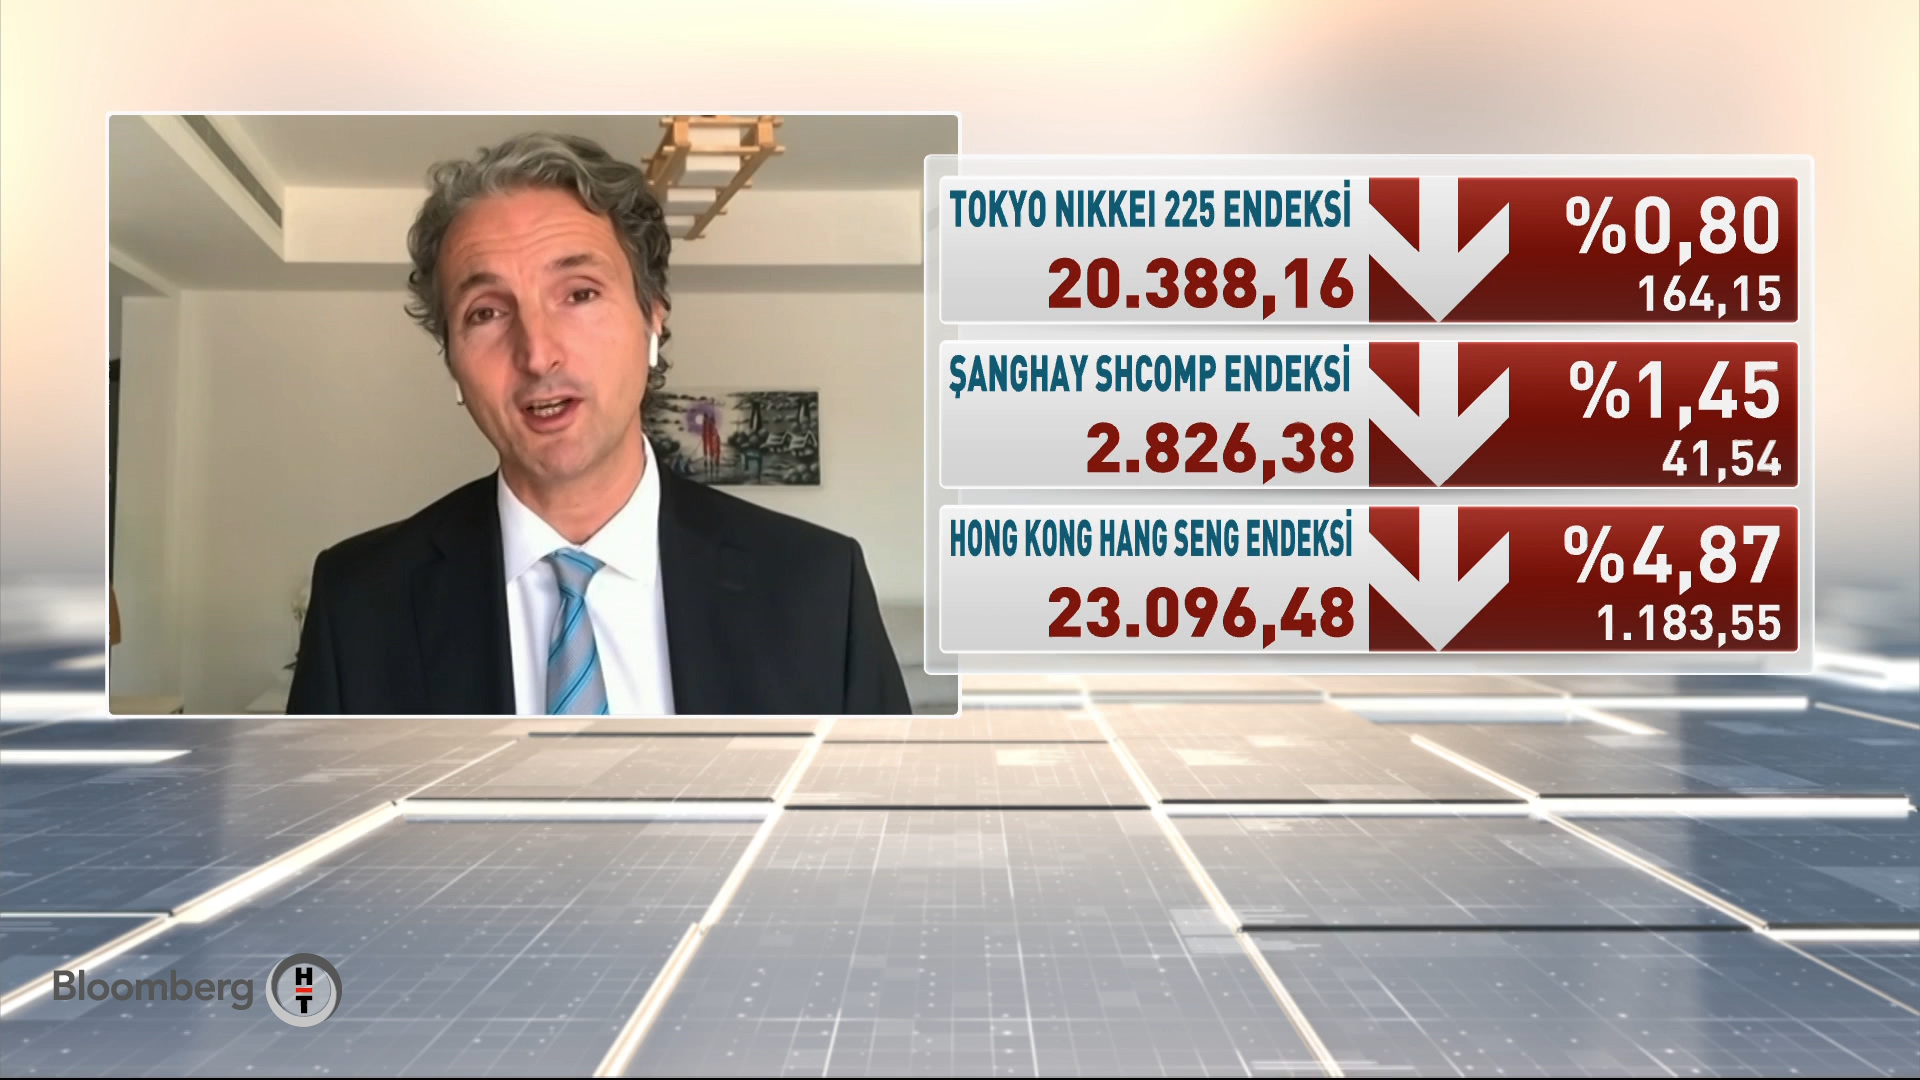 TOKYO NIKKEI 225 ENDEKSİ
20.388,16
%0,80
164,15
ŞANGHAY SHCOMP ENDEKSİ
2.826,38
%1,45
41,54
HONG KONG HANG SENG ENDEKSİ
23.096,48
%4,87
1.183,55
Bloomberg HT